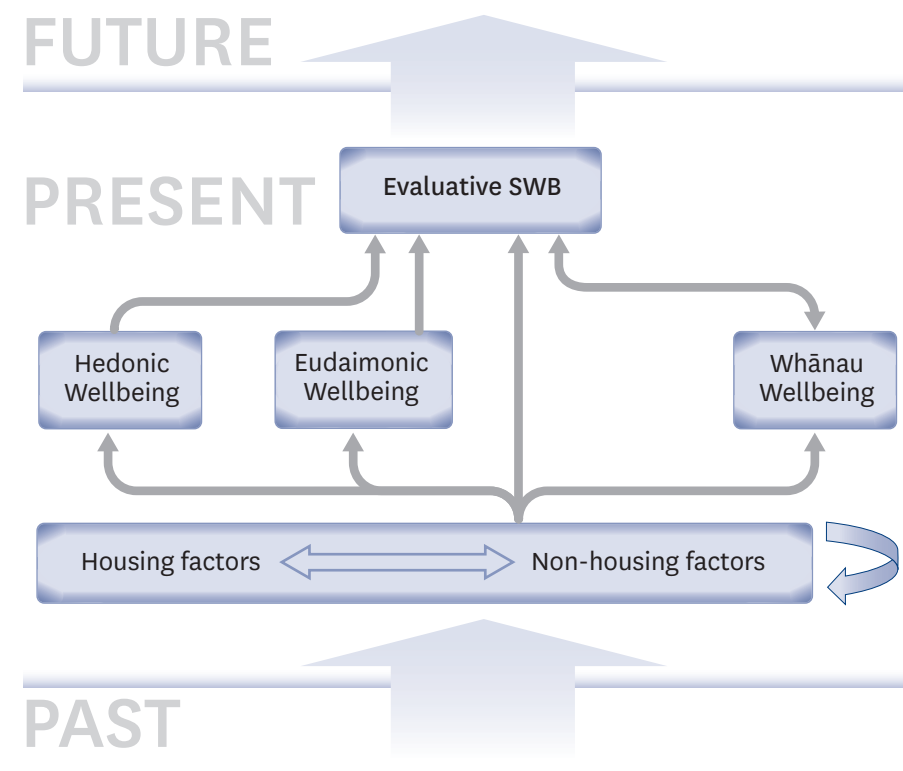 FUTURE
PRESENT
Evaluative SWB
Hedonic
Wellbeing
Eudaimonic
Wellbeing
Whānau
Wellbeing
Housing factors
Non-housing factors
PAST